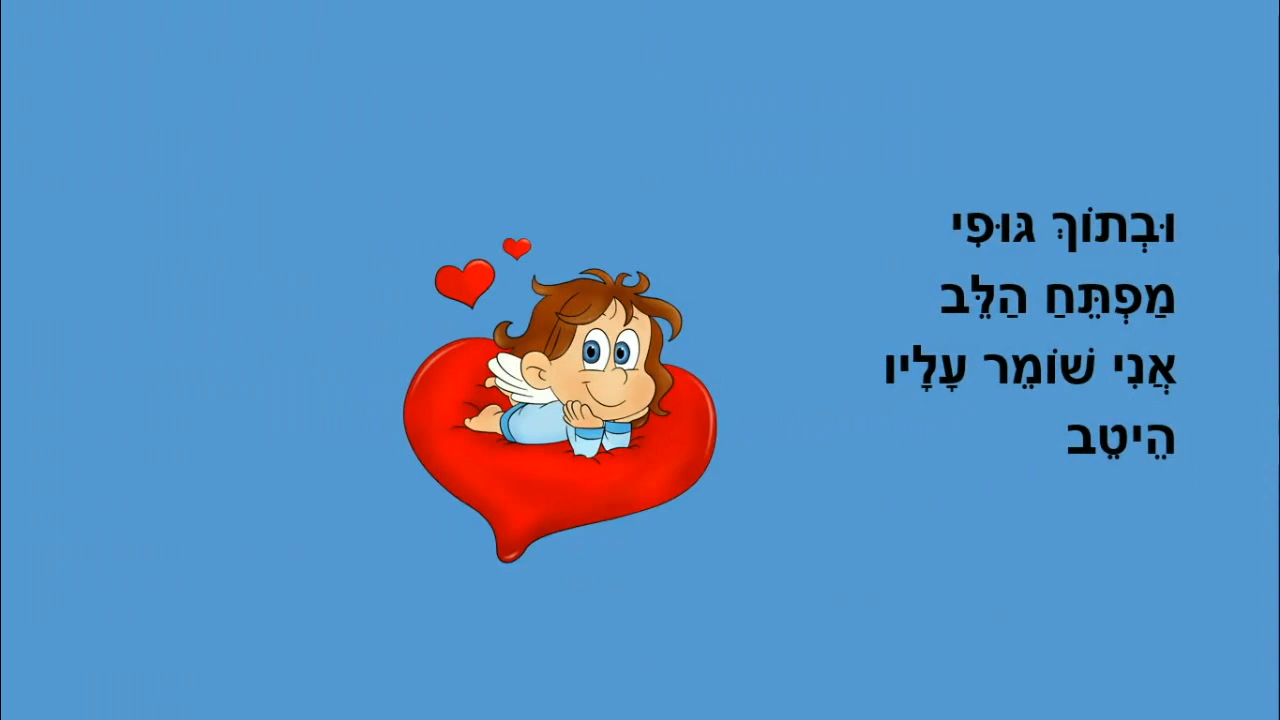 וּבְתוֹךְ גּוּפִי
מַפְתֵּחַ הַלֵּב
אֲנִי שׁוֹמֵר עָלָיו
הֵיטֵב